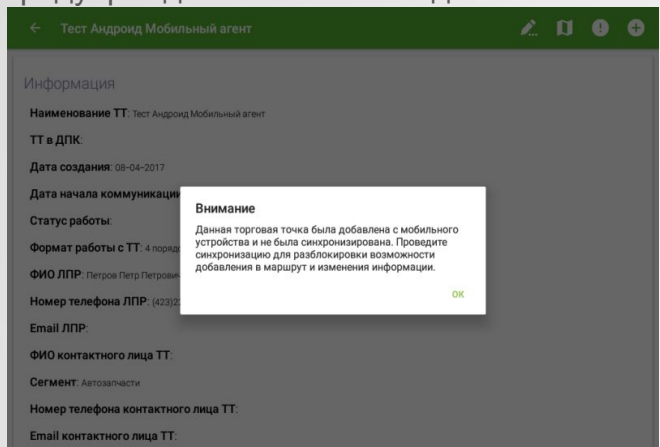 Тест Андроид Мобильный агент
Информация
Наименование ТТ: Тест Андроид Мобильный агент
ТТ в ДПК:
Дата создания: 08-04-2017
Дата начала коммуникации
Статус работы:
Формат работы с ТТ: 4 поряд
ФИО ЛПР: Петров Петр Петрович
Номер телефона ЛПР: (423)2
Email ЛПР:
ФИО контактного лица ТТ:
Сегмент: Автозапчасти
Номер телефона контактного лица ТТ:
Email контактного лица ТТ:
Внимание
Данная торговая точка была добавлена с мобильного
устройства и не была синхронизирована. Проведите
синхронизацию для разблокировки возможности
добавления в маршрут и изменения информации.
ОК